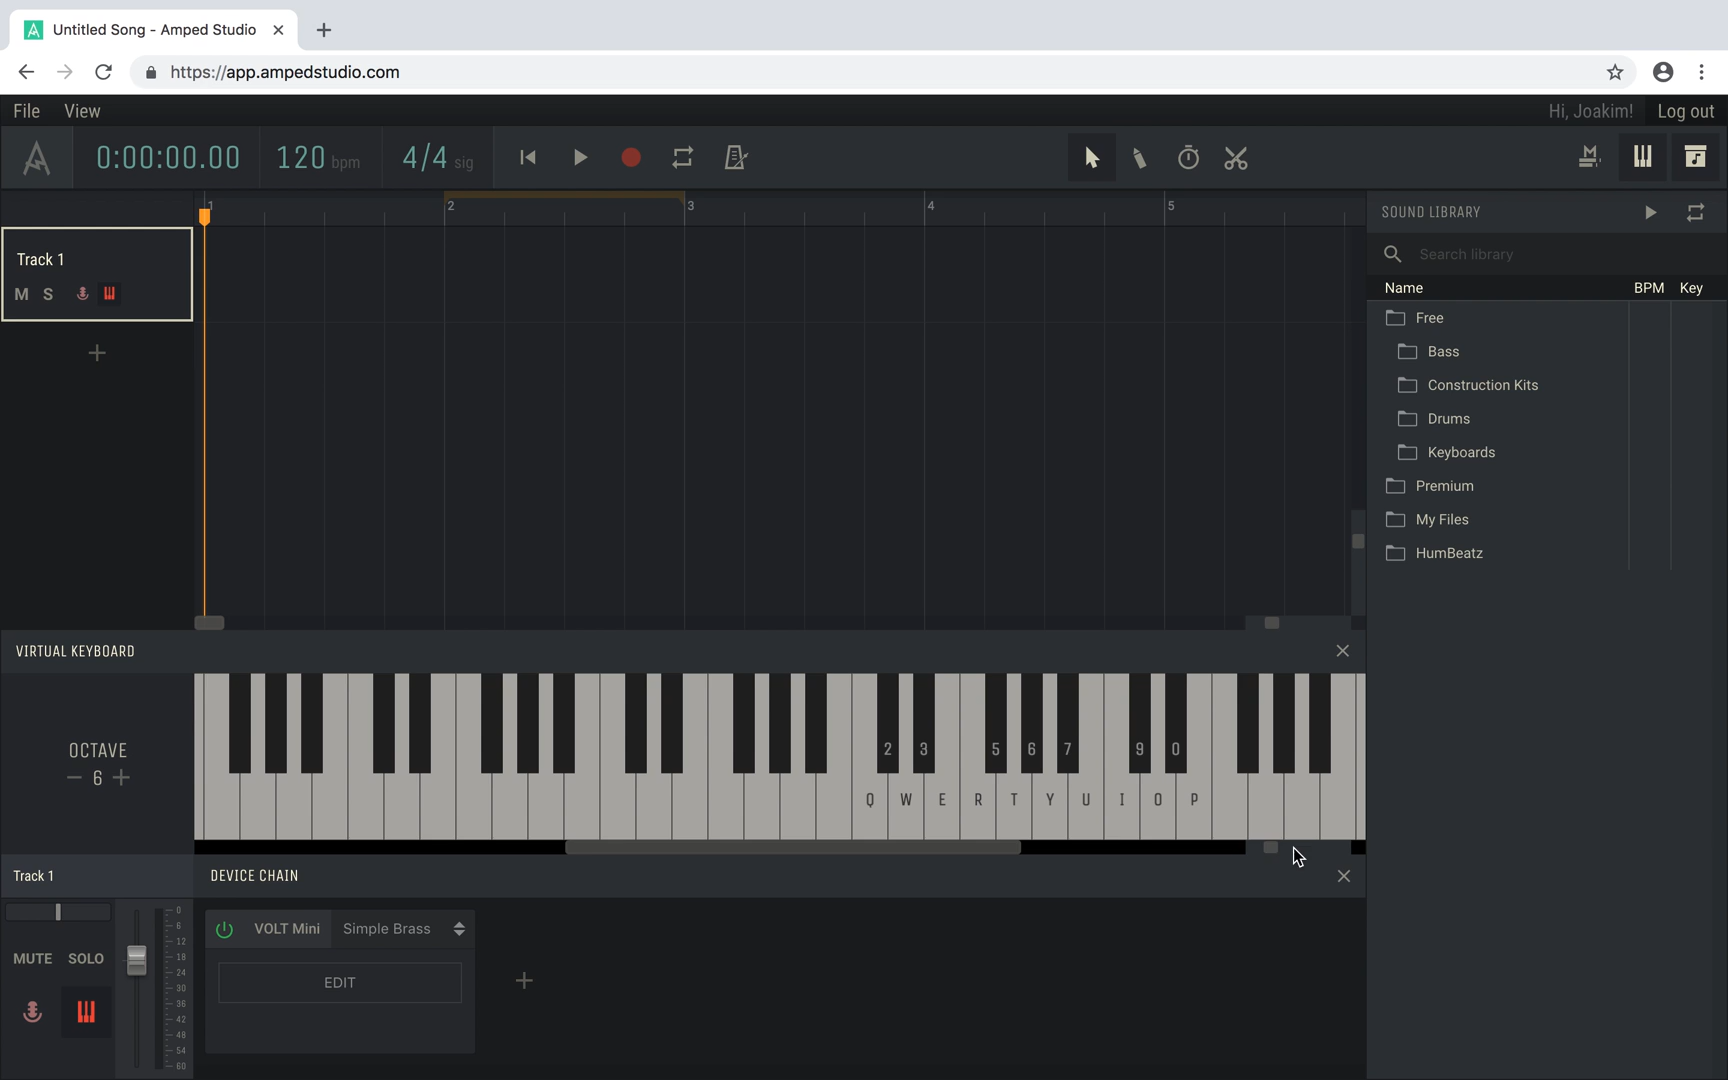 Untitled Song - Amped Studio
https://app.ampedstudio.com
File View Hi, Joakim! Log out
0:00:00.00 120 bpm 4/4 sig
1 2 3 4 5
SOUND LIBRARY
Search library
Name BPM Key
Track 1
M S
Free
Bass
Construction Kits
Drums
Keyboards
Premium
My Files
HumBeatz
VIRTUAL KEYBOARD
OCTAVE
− 6 +
2 3 5 6 7 9 0
Q W E R T Y U I O P
Track 1
DEVICE CHAIN
VOLT Mini Simple Brass
EDIT
MUTE SOLO
0
6
12
18
24
30
36
42
48
54
60